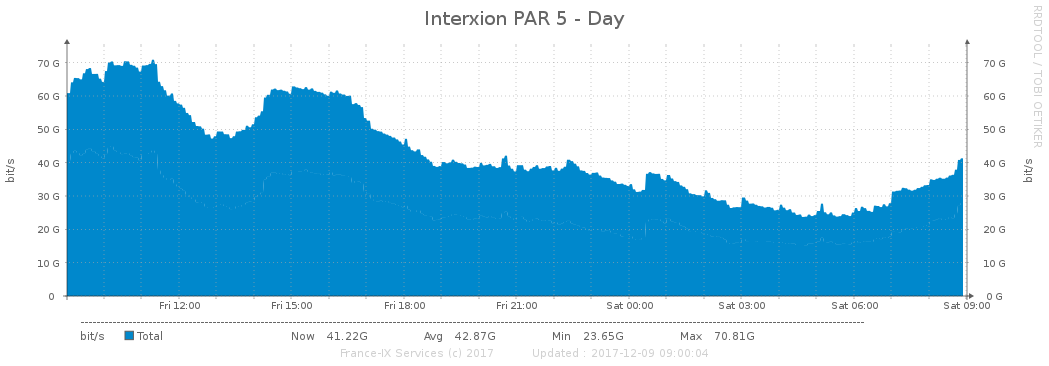 Interxion PAR 5 - Day
RRDTOOL / TOBI OETIKER
70 G 70 G
60 G 60 G
50 G 50 G
40 G 40 G
30 G 30 G
20 G 20 G
10 G 10 G
0 0 G
bit/s bit/s
Fri 12:00 Fri 15:00 Fri 18:00 Fri 21:00 Sat 00:00 Sat 03:00 Sat 06:00 Sat 09:00
bit/s Total Now 41.22G Avg 42.87G Min 23.65G Max 70.81G
France-IX Services (c) 2017 Updated : 2017-12-09 09:00:04